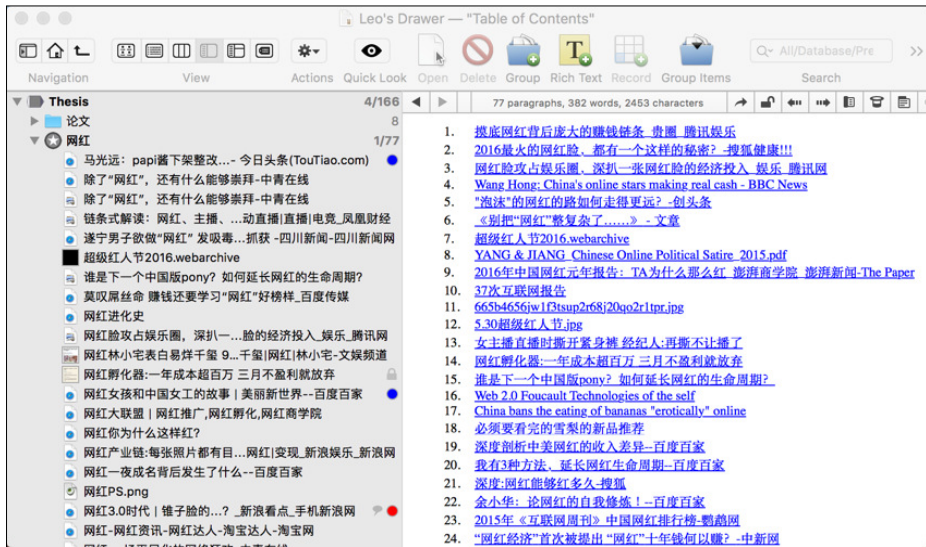 Leo's Drawer — "Table of Contents"
Navigation View Actions Quick Look Open Delete Group Rich Text Record Group Items Search
All/Database/Pre
Thesis 4/166
论文 8
网红 1/77
马光远：papi酱下架整改...- 今日头条(TouTiao.com)
除了“网红”，还有什么能够崇拜-中青在线
除了“网红”，还有什么能够崇拜-中青在线
链条式解读：网红、主播、...动直播|直播|电竞_凤凰财经
遂宁男子欲做“网红” 发吸毒...抓获 -四川新闻-四川新闻网
超级红人节2016.webarchive
谁是下一个中国版pony？如何延长网红的生命周期？
莫叹屌丝命 赚钱还要学习“网红”好榜样_百度传媒
网红进化史
网红脸攻占娱乐圈，深扒一...脸的经济投入_娱乐_腾讯网
网红林小宅表白易烊千玺 9...千玺|网红|林小宅-文娱频道
网红孵化器:一年成本超百万 三月不盈利就放弃
网红女孩和中国女工的故事 | 美丽新世界--百度百家
网红大联盟 | 网红推广,网红孵化,网红商学院
网红你为什么这样红?
网红产业链:每张照片都有目...网红|变现_新浪娱乐_新浪网
网红一夜成名背后发生了什么--百度百家
网红PS.png
网红3.0时代 | 锥子脸的...? _新浪看点_手机新浪网
网红-网红资讯-网红达人-淘宝达人-淘宝网
77 paragraphs, 382 words, 2453 characters
1. 摸底网红背后庞大的赚钱链条_贵圈_腾讯娱乐
2. 2016最火的网红脸，都有一个这样的秘密？-搜狐健康!!!
3. 网红脸攻占娱乐圈，深扒一张网红脸的经济投入_娱乐_腾讯网
4. Wang Hong: China's online stars making real cash - BBC News
5. "泡沫"的网红的路如何走得更远？-创头条
6. 《别把“网红”整复杂了……》 - 文章
7. 超级红人节2016.webarchive
8. YANG & JIANG_Chinese Online Political Satire_2015.pdf
9. 2016年中国网红元年报告：TA为什么那么红_澎湃商学院_澎湃新闻-The Paper
10. 37次互联网报告
11. 665b4656jw1f3tsup2r68j20qo2r1tpr.jpg
12. 5.30超级红人节.jpg
13. 女主播直播时撕开紧身裤 经纪人:再撕不让播了
14. 网红孵化器:一年成本超百万 三月不盈利就放弃
15. 谁是下一个中国版pony？如何延长网红的生命周期？
16. Web 2.0 Foucault Technologies of the self
17. China bans the eating of bananas "erotically" online
18. 必须要看完的雪梨的新品推荐
19. 深度剖析中美网红的收入差异--百度百家
20. 我有3种方法，延长网红生命周期--百度百家
21. 深度:网红能够红多久-搜狐
22. 余小华：论网红的自我修炼！--百度百家
23. 2015年《互联网周刊》中国网红排行榜-鹦鹉网
24. “网红经济”首次被提出 “网红”十年钱何以赚？-中新网